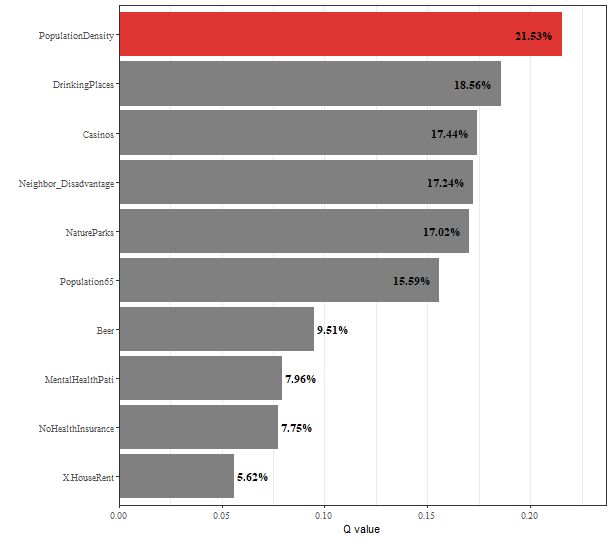 PopulationDensity 21.53%
DrinkingPlaces 18.56%
Casinos 17.44%
Neighbor_Disadvantage 17.24%
NatureParks 17.02%
Population65 15.59%
Beer 9.51%
MentalHealthPati 7.96%
NoHealthInsurance 7.75%
X.HouseRent 5.62%
0.00 0.05 0.10 0.15 0.20
Q value